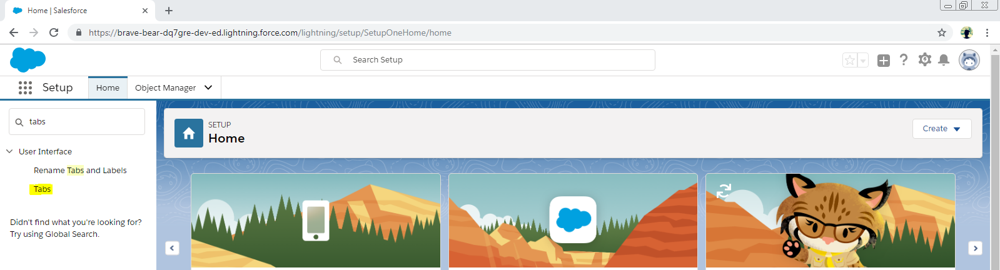 Home | Salesforce
https://brave-bear-dq7gre-dev-ed.lightning.force.com/lightning/setup/SetupOneHome/home
Search Setup
Setup
Home
Object Manager
tabs
User Interface
Rename Tabs and Labels
Tabs
Didn't find what you're looking for?
Try using Global Search.
SETUP
Home
Create